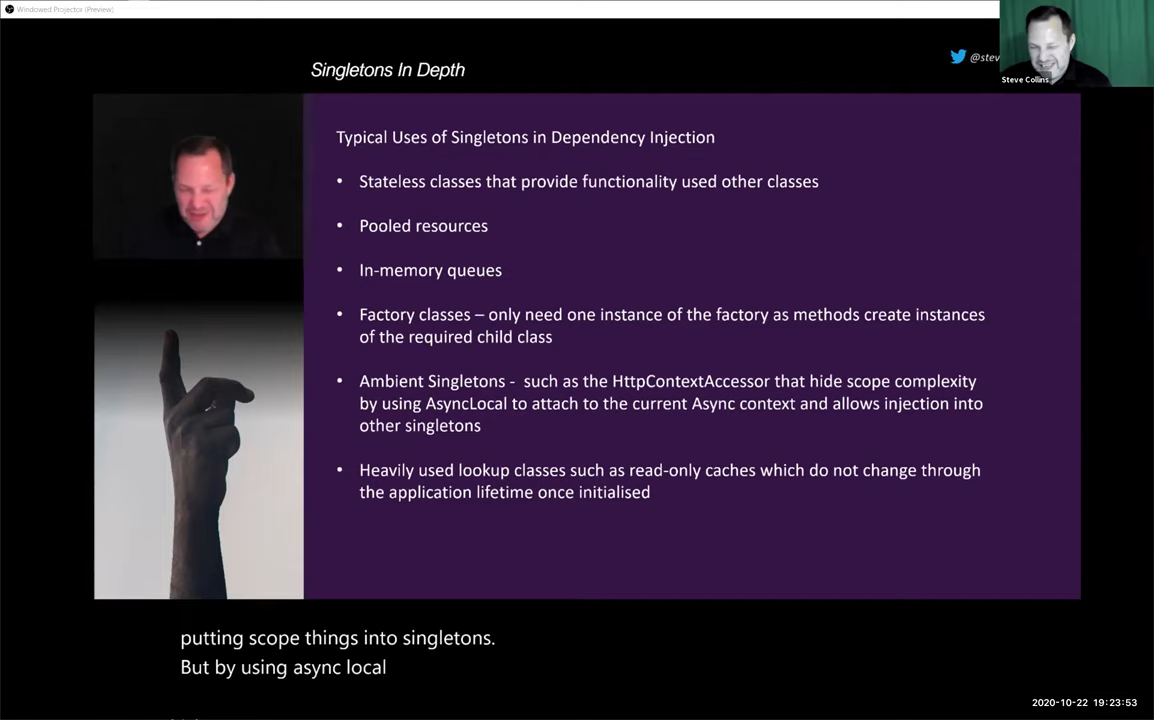 Windowed Projector (Preview)
Singletons In Depth
@stev
Steve Collins
Typical Uses of Singletons in Dependency Injection
• Stateless classes that provide functionality used other classes
• Pooled resources
• In-memory queues
• Factory classes – only need one instance of the factory as methods create instances
of the required child class
• Ambient Singletons - such as the HttpContextAccessor that hide scope complexity
by using AsyncLocal to attach to the current Async context and allows injection into
other singletons
• Heavily used lookup classes such as read-only caches which do not change through
the application lifetime once initialised
putting scope things into singletons.
But by using async local
2020-10-22 19:23:53